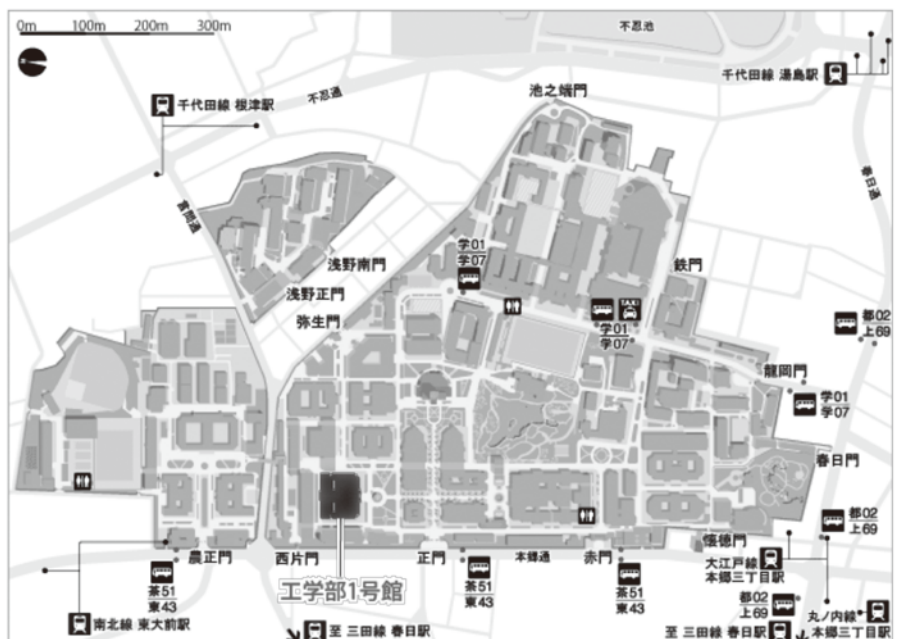 0m 100m 200m 300m
不忍池
千代田線 湯島駅
千代田線 根津駅
不忍通
池之端門
春日通
言問通
学01
学07
浅野南門
鉄門
浅野正門
弥生門
TAXI
学01
学07
都02
上69
龍岡門
学01
学07
春日門
都02
上69
農正門
西片門
正門
本郷通
赤門
懐徳門
大江戸線
本郷三丁目駅
茶51
東43
工学部1号館
茶51
東43
茶51
東43
都02
上69
丸ノ内線
本郷三丁目駅
南北線 東大前駅
至 三田線 春日駅
至 三田線 春日駅